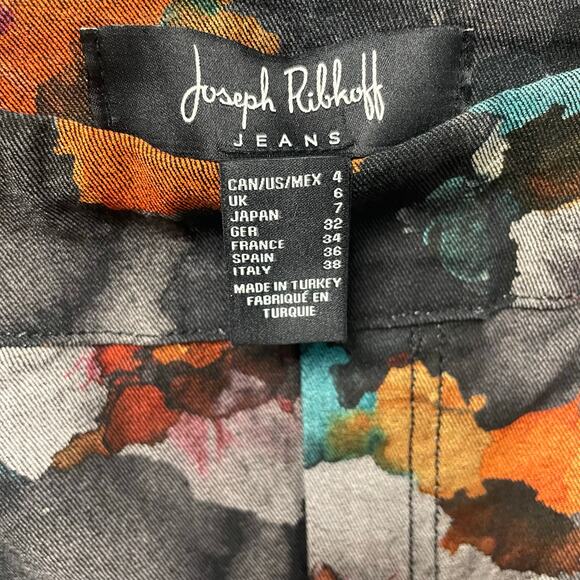 Joseph Ribkoff
JEANS
CAN/US/MEX 4
UK 6
JAPAN 7
GER 32
FRANCE 34
SPAIN 36
ITALY 38
MADE IN TURKEY
FABRIQUÉ EN
TURQUIE